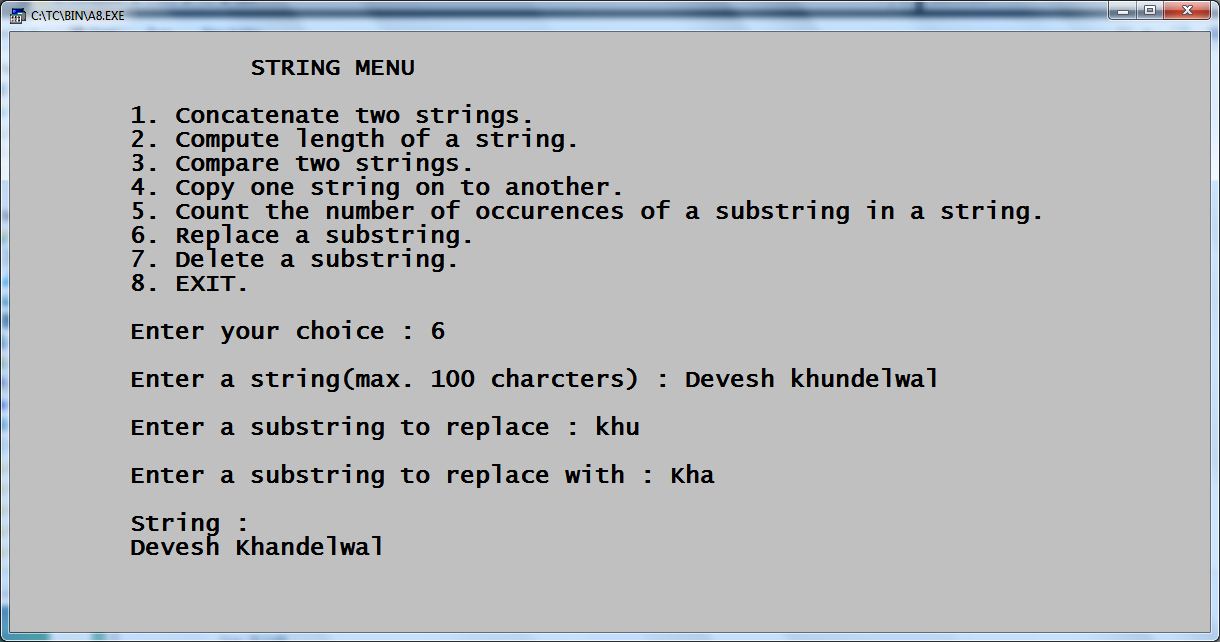 C:\TC\BIN\A8.EXE
STRING MENU
1. Concatenate two strings.
2. Compute length of a string.
3. Compare two strings.
4. Copy one string on to another.
5. Count the number of occurences of a substring in a string.
6. Replace a substring.
7. Delete a substring.
8. EXIT.
Enter your choice : 6
Enter a string(max. 100 charcters) : Devesh khundelwal
Enter a substring to replace : khu
Enter a substring to replace with : Kha
String :
Devesh Khandelwal